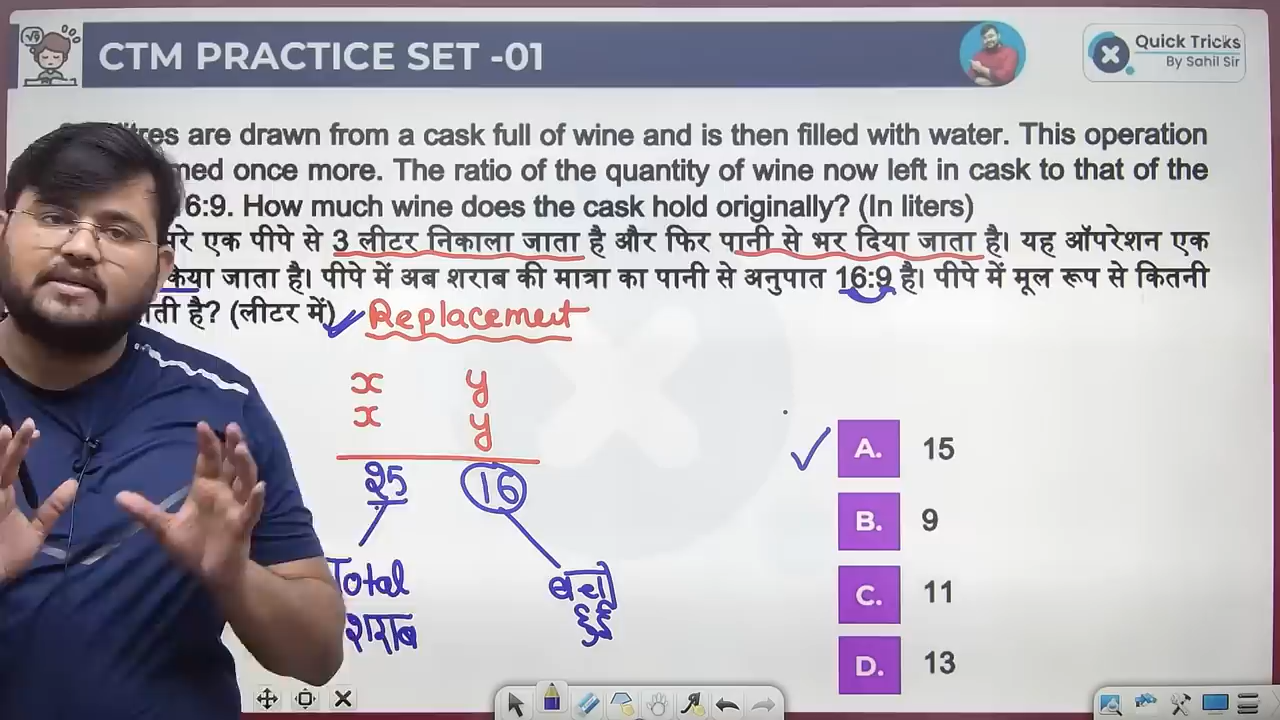 CTM PRACTICE SET -01
Quick Tricks
By Sahil Sir
litres are drawn from a cask full of wine and is then filled with water. This operation
once more. The ratio of the quantity of wine now left in cask to that of the
6:9. How much wine does the cask hold originally? (In liters)
एक पीपे से 3 लीटर निकाला जाता है और फिर पानी से भर दिया जाता है। यह ऑपरेशन एक
किया जाता है। पीपे में अब शराब की मात्रा का पानी से अनुपात 16:9 है। पीपे में मूल रूप से कितनी
है? (लीटर में)
Replacement
x y
x y
25 16
Total
शराब
बची
हुई
A. 15
B. 9
C. 11
D. 13